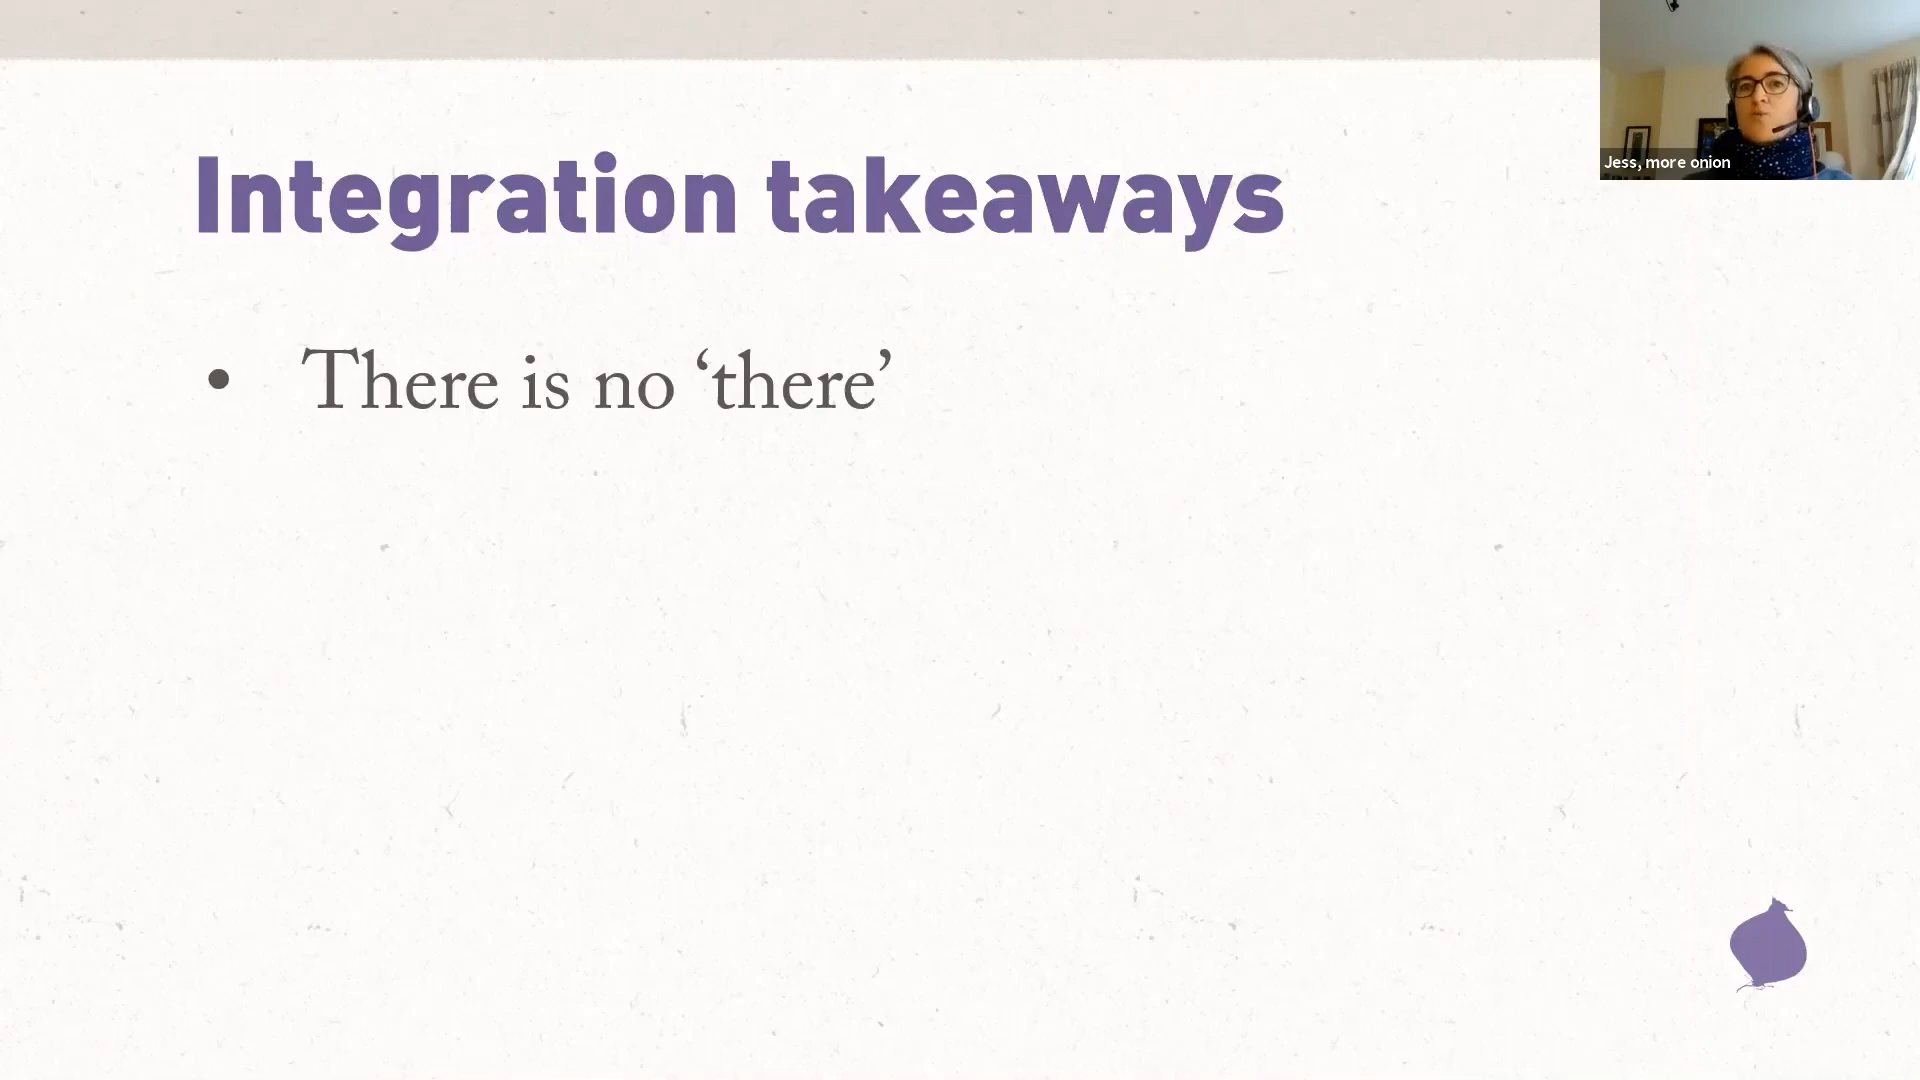 Integration takeaways
• There is no ‘there’
Jess, more onion